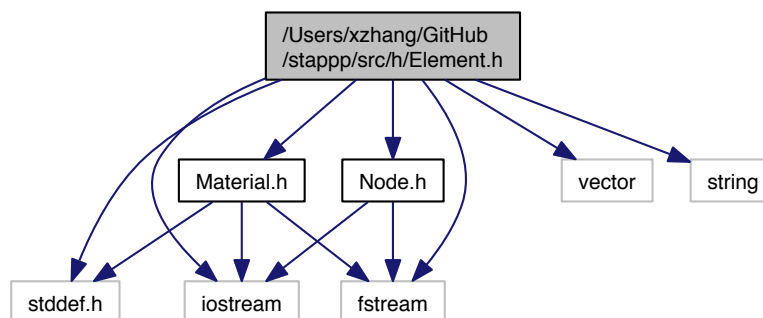 /Users/xzhang/GitHub
/stappp/src/h/Element.h
Material.h
Node.h
vector
string
stddef.h
iostream
fstream